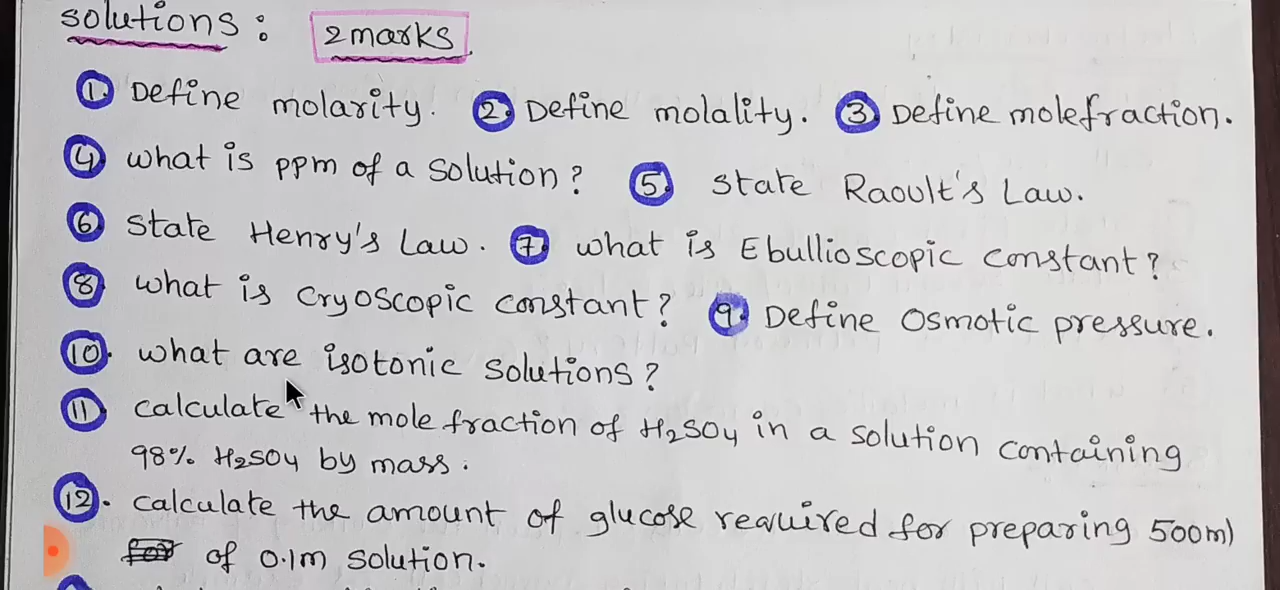 solutions: 2marks
1. Define molarity. 2. Define molality. 3. Define molefraction.
4. what is ppm of a solution? 5. State Raoult's Law.
6. state Henry's Law. 7. what is Ebullioscopic constant?
8. what is cryoscopic constant? 9. Define Osmotic pressure.
10. what are isotonic solutions?
11. calculate the mole fraction of H₂SO₄ in a solution containing
98% H₂SO₄ by mass.
12. calculate the amount of glucose required for preparing 500ml
of 0.1m solution.